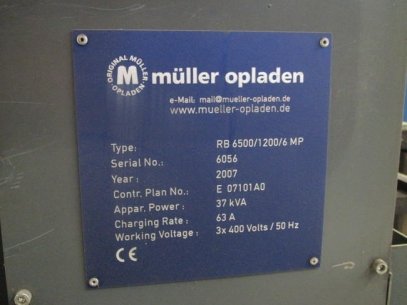 ORIGINAL MÜLLER
OPLADEN
M
müller opladen
e-Mail: mail@mueller-opladen.de
www.mueller-opladen.de
Type: RB 6500/1200/6 MP
Serial No.: 6056
Year: 2007
Contr. Plan No.: E 07101A0
Appar. Power: 37 kVA
Charging Rate: 63 A
Working Voltage: 3x 400 Volts / 50 Hz
CE